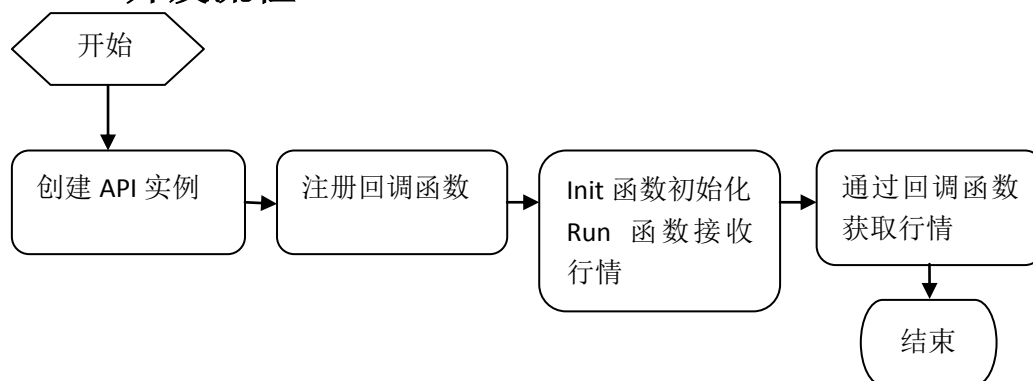 开始
创建 API 实例
注册回调函数
Init 函数初始化
Run 函数接收
行情
通过回调函数
获取行情
结束